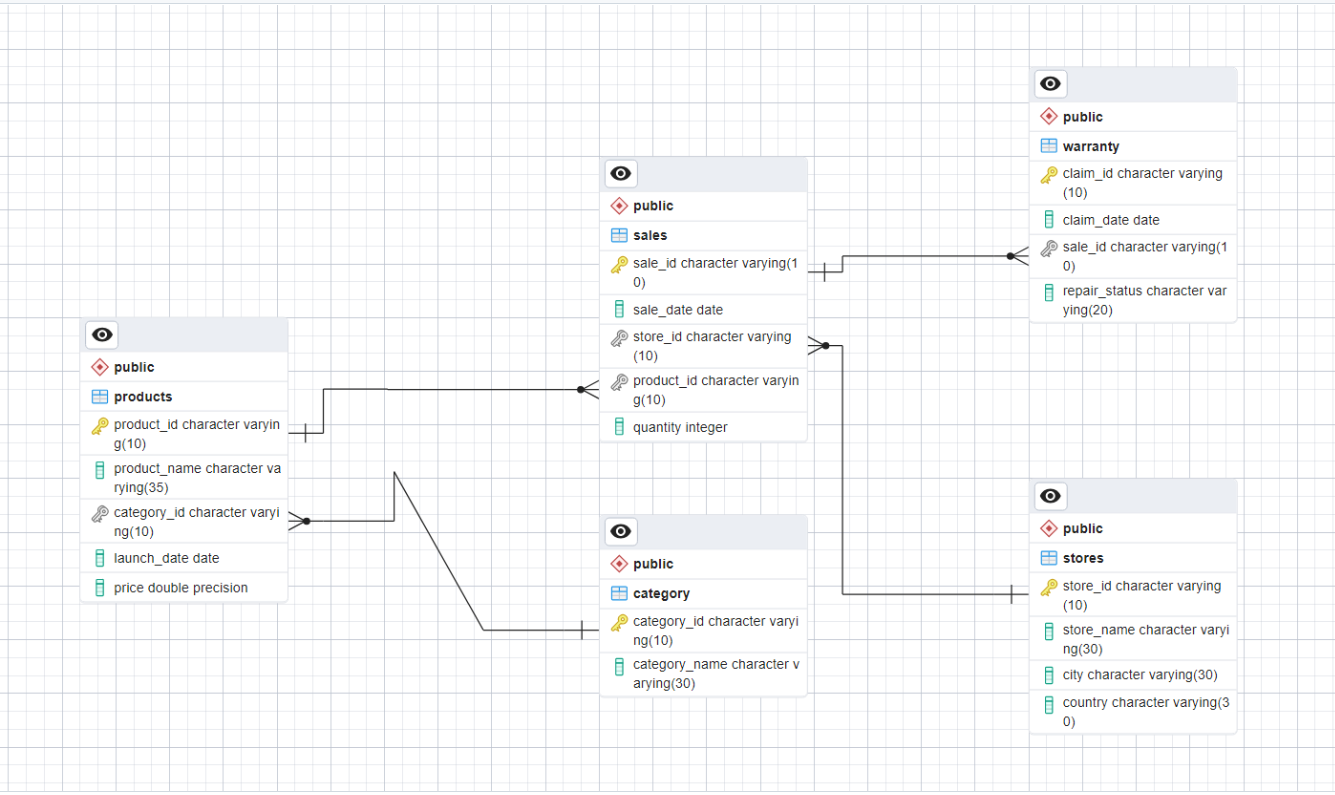 public
products
product_id character varyin
g(10)
product_name character va
rying(35)
category_id character varyi
ng(10)
launch_date date
price double precision
public
sales
sale_id character varying(1
0)
sale_date date
store_id character varying
(10)
product_id character varyin
g(10)
quantity integer
public
category
category_id character varyi
ng(10)
category_name character v
arying(30)
public
warranty
claim_id character varying
(10)
claim_date date
sale_id character varying(1
0)
repair_status character var
ying(20)
public
stores
store_id character varying
(10)
store_name character varyi
ng(30)
city character varying(30)
country character varying(3
0)